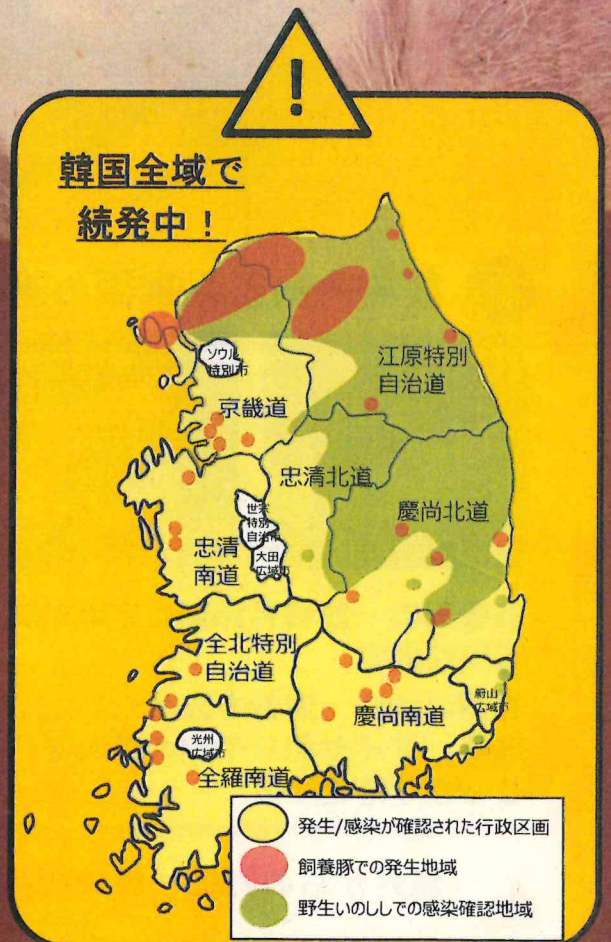 !
韓国全域で
続発中！
ソウル
特別市
京畿道
江原特別
自治道
忠清北道
世宗
特別
自治市
忠清
南道
大田
広域市
慶尚北道
全北特別
自治道
慶尚南道
蔚山
広域市
光州
広域市
全羅南道
発生/感染が確認された行政区画
飼養豚での発生地域
野生いのししでの感染確認地域